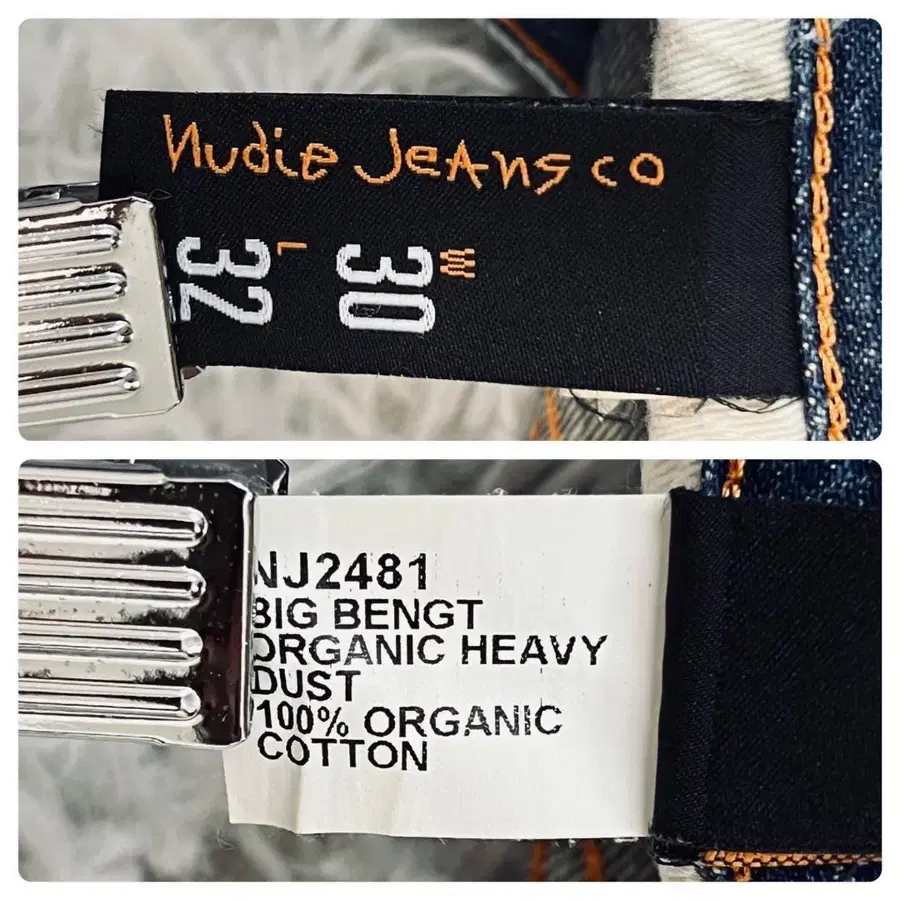 Nudie Jeans co
W
30
L
32
NJ2481
BIG BENGT
ORGANIC HEAVY
DUST
100% ORGANIC
COTTON